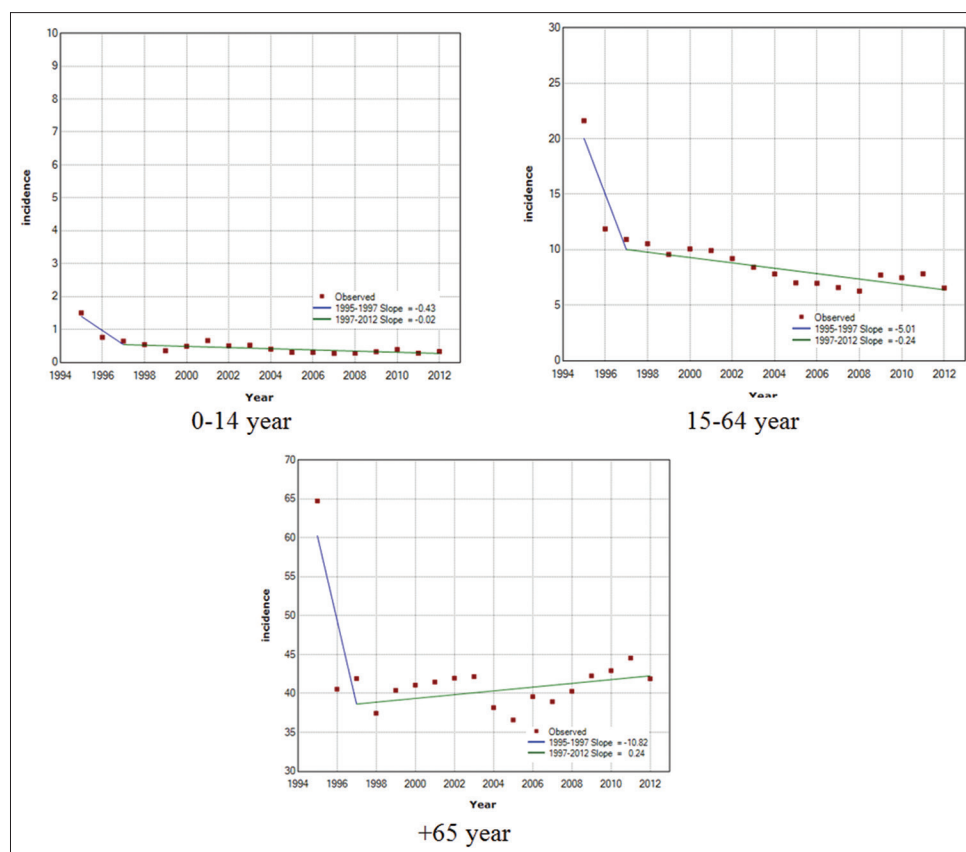 10
9
8
7
6
5
4
3
2
1
0
incidence
Observed
1995-1997 Slope = -0.43
1997-2012 Slope = -0.02
1994 1996 1998 2000 2002 2004 2006 2008 2010 2012
Year
0-14 year
30
25
20
15
10
5
0
incidence
Observed
1995-1997 Slope = -5.01
1997-2012 Slope = -0.24
1994 1996 1998 2000 2002 2004 2006 2008 2010 2012
Year
15-64 year
70
65
60
55
50
45
40
35
30
incidence
Observed
1995-1997 Slope = -10.82
1997-2012 Slope = 0.24
1994 1996 1998 2000 2002 2004 2006 2008 2010 2012
Year
+65 year